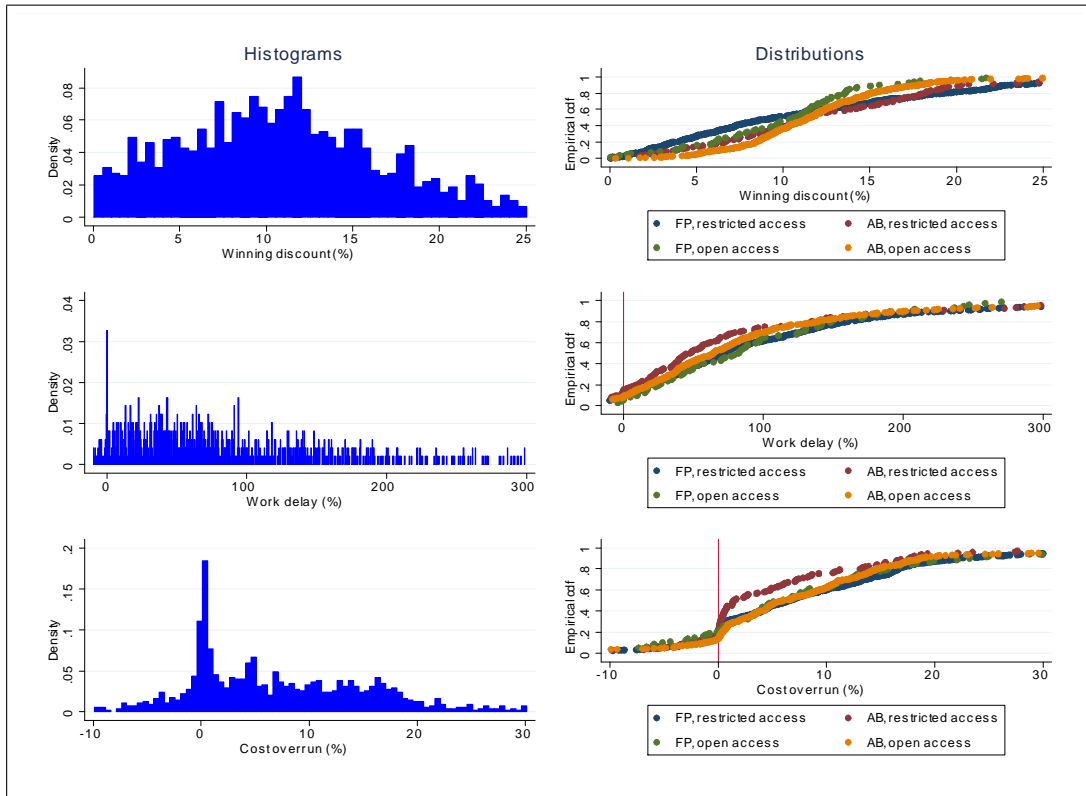 Histograms
Density
0 .02 .04 .06 .08
0 5 10 15 20 25
Winning discount (%)
Density
0 .01 .02 .03 .04
0 100 200 300
Work delay (%)
Density
0 .05 .1 .15 .2
-10 0 10 20 30
Cost overrun (%)
Distributions
Empirical cdf
0 .2 .4 .6 .8 1
0 5 10 15 20 25
Winning discount (%)
FP, restricted access AB, restricted access
FP, open access AB, open access
Empirical cdf
0 .2 .4 .6 .8 1
0 100 200 300
Work delay (%)
FP, restricted access AB, restricted access
FP, open access AB, open access
Empirical cdf
0 .2 .4 .6 .8 1
-10 0 10 20 30
Cost overrun (%)
FP, restricted access AB, restricted access
FP, open access AB, open access